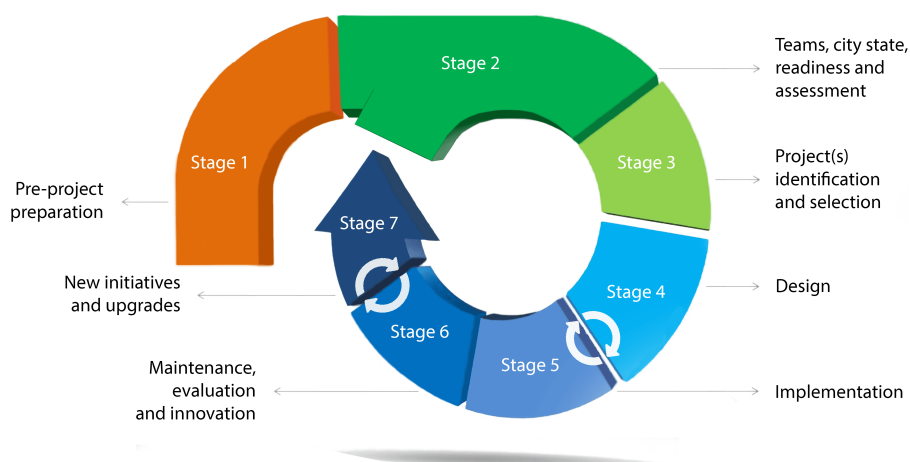 Stage 1
Stage 2
Stage 3
Stage 4
Stage 5
Stage 6
Stage 7
Pre-project
preparation
Teams, city state,
readiness and
assessment
Project(s)
identification
and selection
Design
Implementation
Maintenance,
evaluation
and innovation
New initiatives
and upgrades